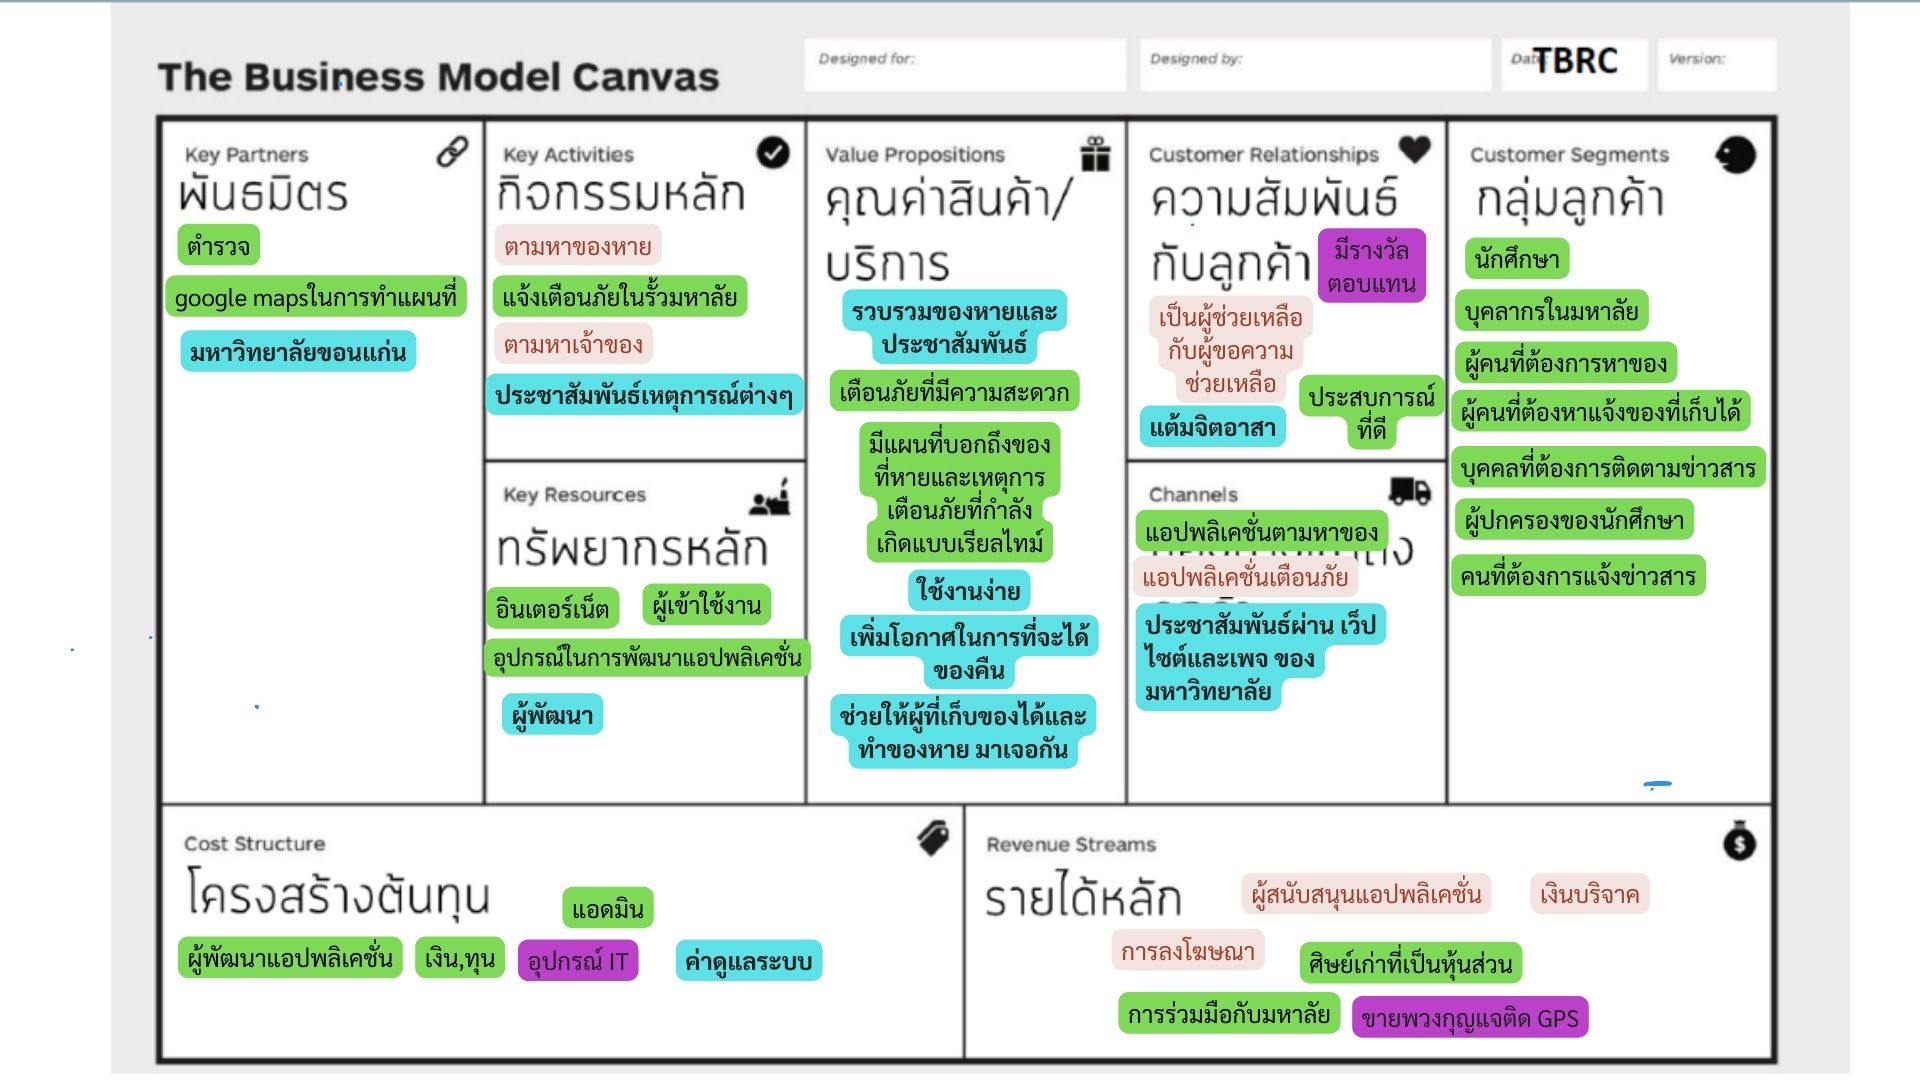 The Business Model Canvas
Designed for:
Designed by:
Date:
TBRC
Version:
Key Partners
พันธมิตร
ตำรวจ
google mapsในการทำแผนที่
มหาวิทยาลัยขอนแก่น
Key Activities
กิจกรรมหลัก
ตามหาของหาย
แจ้งเตือนภัยในรั้วมหาลัย
ตามหาเจ้าของ
ประชาสัมพันธ์เหตุการณ์ต่างๆ
Key Resources
ทรัพยากรหลัก
อินเตอร์เน็ต
ผู้เข้าใช้งาน
อุปกรณ์ในการพัฒนาแอปพลิเคชั่น
ผู้พัฒนา
Value Propositions
คุณค่าสินค้า/
บริการ
รวบรวมของหายและ
ประชาสัมพันธ์
เตือนภัยที่มีความสะดวก
มีแผนที่บอกถึงของ
ที่หายและเหตุการ
เตือนภัยที่กำลัง
เกิดแบบเรียลไทม์
ใช้งานง่าย
เพิ่มโอกาศในการที่จะได้
ของคืน
ช่วยให้ผู้ที่เก็บของได้และ
ทำของหาย มาเจอกัน
Customer Relationships
ความสัมพันธ์
กับลูกค้า
มีรางวัล
ตอบแทน
เป็นผู้ช่วยเหลือ
กับผู้ขอความ
ช่วยเหลือ
ประสบการณ์
ที่ดี
แต้มจิตอาสา
Channels
แอปพลิเคชั่นตามหาของ
แอปพลิเคชั่นเตือนภัย
ประชาสัมพันธ์ผ่าน เว็ป
ไซต์และเพจ ของ
มหาวิทยาลัย
Customer Segments
กลุ่มลูกค้า
นักศึกษา
บุคลากรในมหาลัย
ผู้คนที่ต้องการหาของ
ผู้คนที่ต้องหาแจ้งของที่เก็บได้
บุคคลที่ต้องการติดตามข่าวสาร
ผู้ปกครองของนักศึกษา
คนที่ต้องการแจ้งข่าวสาร
Cost Structure
โครงสร้างต้นทุน
แอดมิน
ผู้พัฒนาแอปพลิเคชั่น
เงิน,ทุน
อุปกรณ์ IT
ค่าดูแลระบบ
Revenue Streams
รายได้หลัก
ผู้สนับสนุนแอปพลิเคชั่น
เงินบริจาค
การลงโฆษณา
ศิษย์เก่าที่เป็นหุ้นส่วน
การร่วมมือกับมหาลัย
ขายพวงกุญแจติด GPS